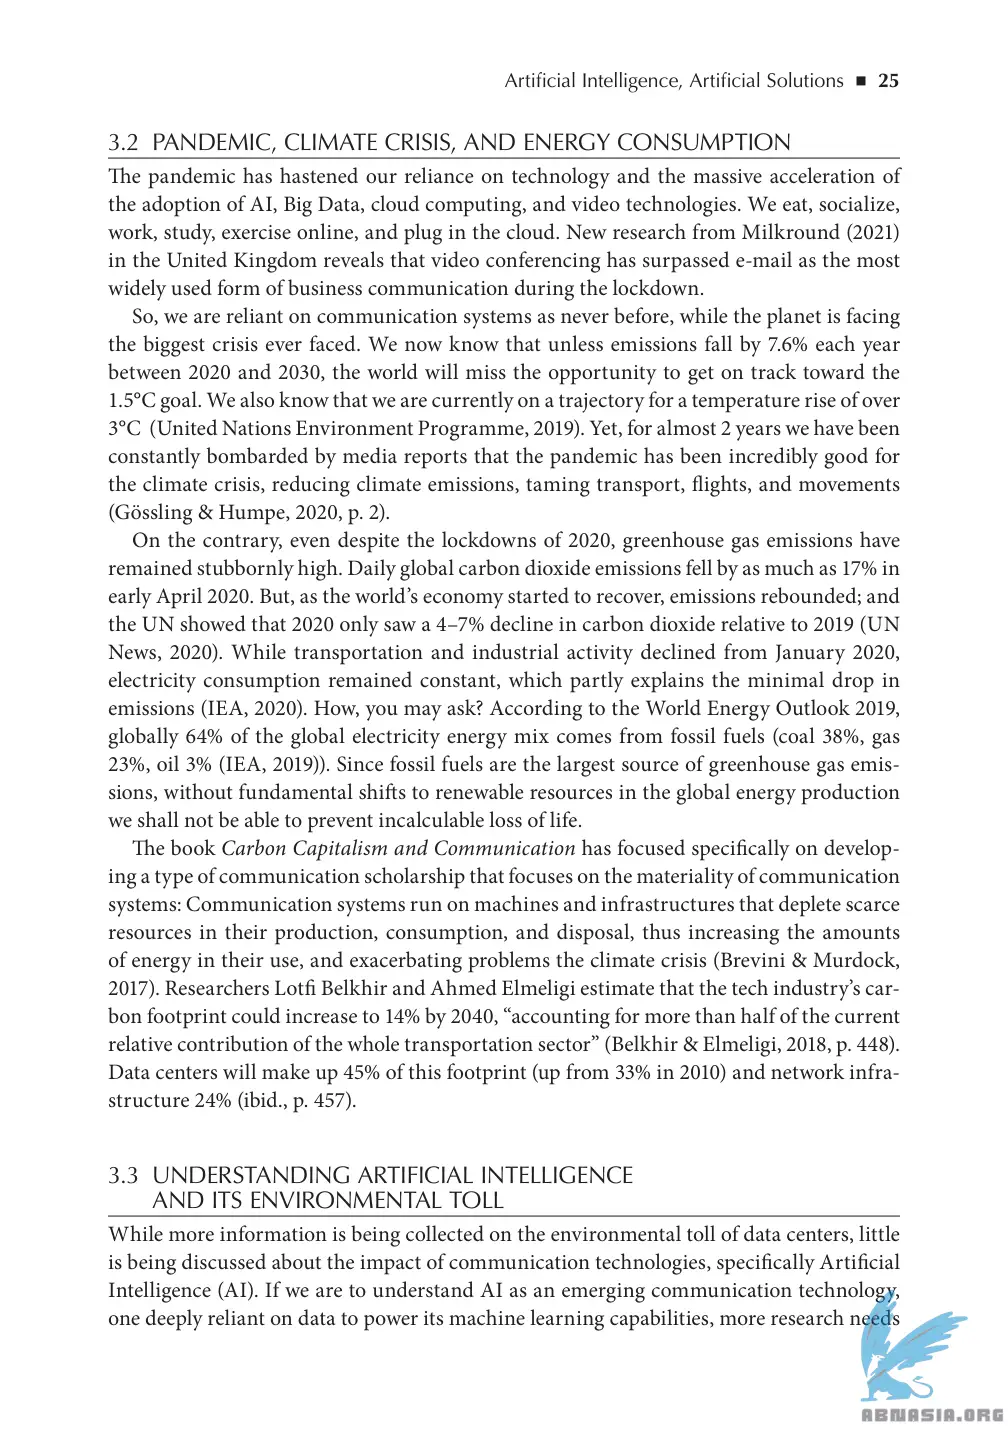 Artificial Intelligence, Artificial Solutions ■ 25
3.2 PANDEMIC, CLIMATE CRISIS, AND ENERGY CONSUMPTION
The pandemic has hastened our reliance on technology and the massive acceleration of
the adoption of AI, Big Data, cloud computing, and video technologies. We eat, socialize,
work, study, exercise online, and plug in the cloud. New research from Milkround (2021)
in the United Kingdom reveals that video conferencing has surpassed e-mail as the most
widely used form of business communication during the lockdown.
So, we are reliant on communication systems as never before, while the planet is facing
the biggest crisis ever faced. We now know that unless emissions fall by 7.6% each year
between 2020 and 2030, the world will miss the opportunity to get on track toward the
1.5°C goal. We also know that we are currently on a trajectory for a temperature rise of over
3°C (United Nations Environment Programme, 2019). Yet, for almost 2 years we have been
constantly bombarded by media reports that the pandemic has been incredibly good for
the climate crisis, reducing climate emissions, taming transport, flights, and movements
(Gössling & Humpe, 2020, p. 2).
On the contrary, even despite the lockdowns of 2020, greenhouse gas emissions have
remained stubbornly high. Daily global carbon dioxide emissions fell by as much as 17% in
early April 2020. But, as the world's economy started to recover, emissions rebounded; and
the UN showed that 2020 only saw a 4–7% decline in carbon dioxide relative to 2019 (UN
News, 2020). While transportation and industrial activity declined from January 2020,
electricity consumption remained constant, which partly explains the minimal drop in
emissions (IEA, 2020). How, you may ask? According to the World Energy Outlook 2019,
globally 64% of the global electricity energy mix comes from fossil fuels (coal 38%, gas
23%, oil 3% (IEA, 2019)). Since fossil fuels are the largest source of greenhouse gas emis-
sions, without fundamental shifts to renewable resources in the global energy production
we shall not be able to prevent incalculable loss of life.
The book Carbon Capitalism and Communication has focused specifically on develop-
ing a type of communication scholarship that focuses on the materiality of communication
systems: Communication systems run on machines and infrastructures that deplete scarce
resources in their production, consumption, and disposal, thus increasing the amounts
of energy in their use, and exacerbating problems the climate crisis (Brevini & Murdock,
2017). Researchers Lotfi Belkhir and Ahmed Elmeligi estimate that the tech industry's car-
bon footprint could increase to 14% by 2040, “accounting for more than half of the current
relative contribution of the whole transportation sector” (Belkhir & Elmeligi, 2018, p. 448).
Data centers will make up 45% of this footprint (up from 33% in 2010) and network infra-
structure 24% (ibid., p. 457).
3.3 UNDERSTANDING ARTIFICIAL INTELLIGENCE
AND ITS ENVIRONMENTAL TOLL
While more information is being collected on the environmental toll of data centers, little
is being discussed about the impact of communication technologies, specifically Artificial
Intelligence (AI). If we are to understand AI as an emerging communication technology,
one deeply reliant on data to power its machine learning capabilities, more research needs
ABNASIA.ORG